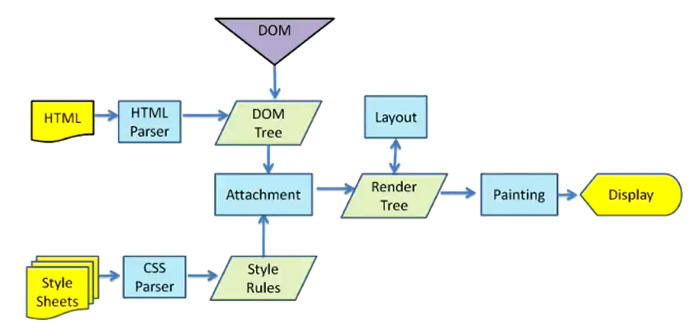 DOM
HTML
HTML
Parser
DOM
Tree
Layout
Attachment
Render
Tree
Painting
Display
Style
Sheets
CSS
Parser
Style
Rules